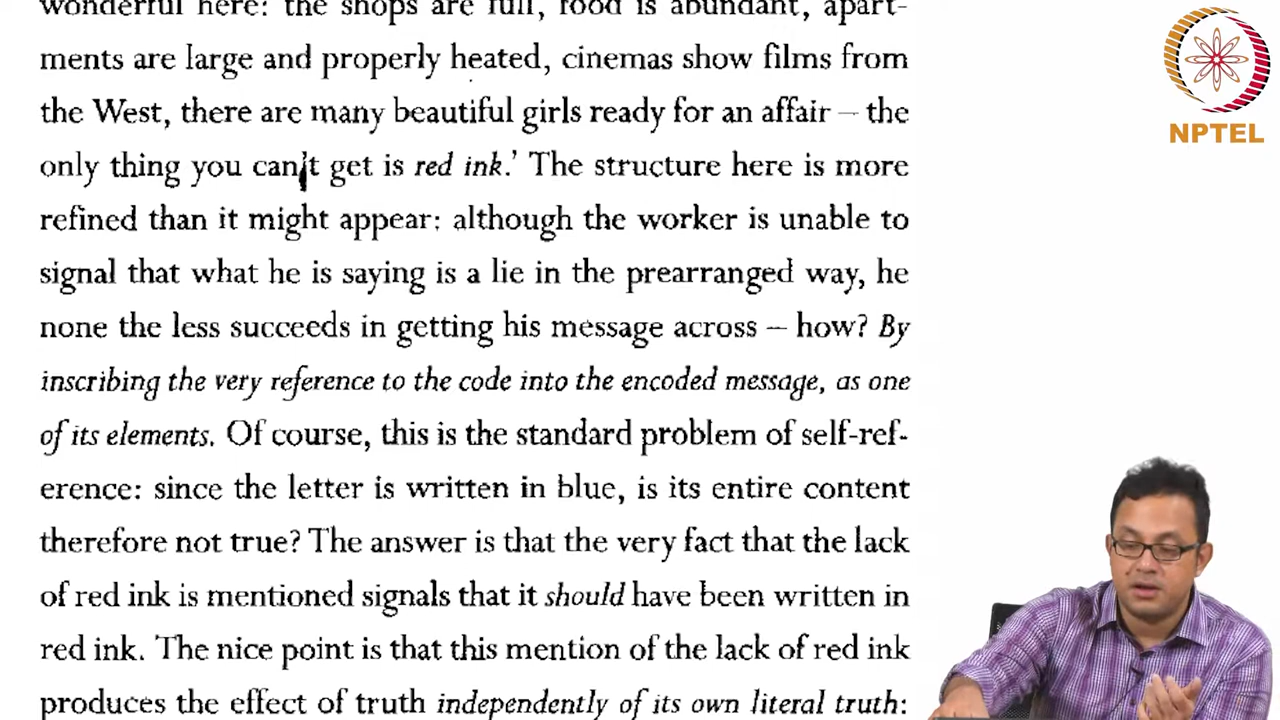 wonderful here: the shops are full, food is abundant, apart-
ments are large and properly heated, cinemas show films from
the West, there are many beautiful girls ready for an affair – the
only thing you can't get is red ink.' The structure here is more
refined than it might appear: although the worker is unable to
signal that what he is saying is a lie in the prearranged way, he
none the less succeeds in getting his message across – how? By
inscribing the very reference to the code into the encoded message, as one
of its elements. Of course, this is the standard problem of self-ref-
erence: since the letter is written in blue, is its entire content
therefore not true? The answer is that the very fact that the lack
of red ink is mentioned signals that it should have been written in
red ink. The nice point is that this mention of the lack of red ink
produces the effect of truth independently of its own literal truth:
NPTEL